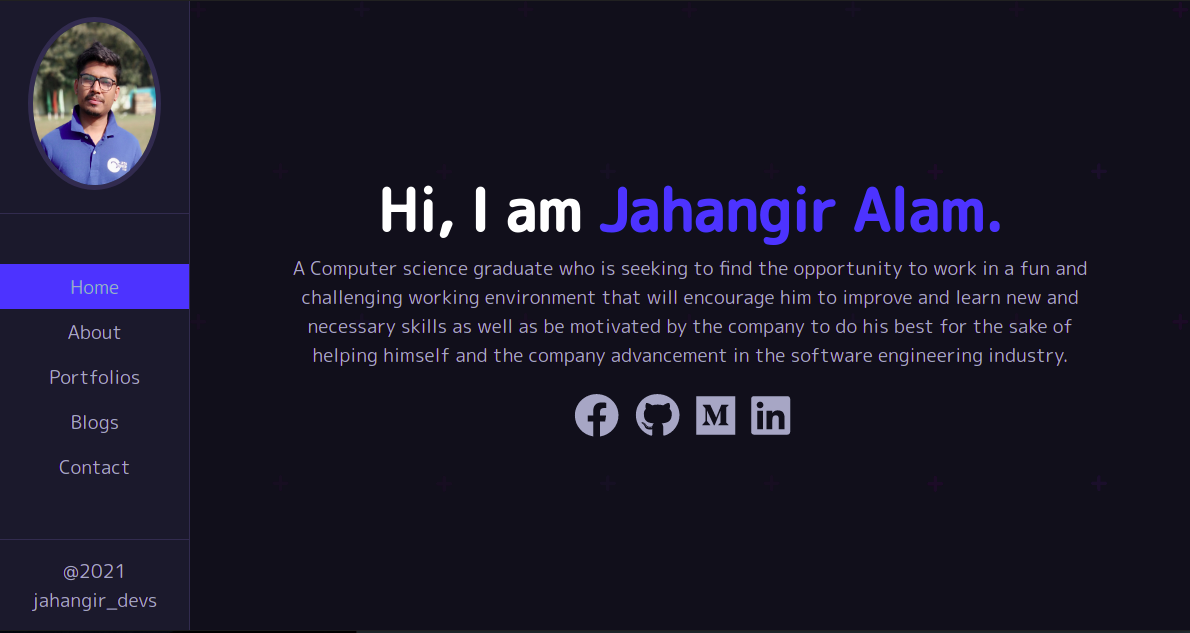 Home
About
Portfolios
Blogs
Contact
@2021
jahangir_devs
Hi, I am Jahangir Alam.
A Computer science graduate who is seeking to find the opportunity to work in a fun and
challenging working environment that will encourage him to improve and learn new and
necessary skills as well as be motivated by the company to do his best for the sake of
helping himself and the company advancement in the software engineering industry.